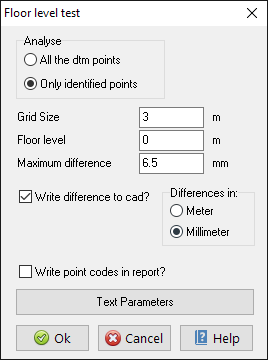 Floor level test
Analyse
All the dtm points
Only identified points
Grid Size 3 m
Floor level 0 m
Maximum difference 6.5 mm
Write difference to cad?
Differences in:
Meter
Millimeter
Write point codes in report?
Text Parameters
Ok Cancel Help